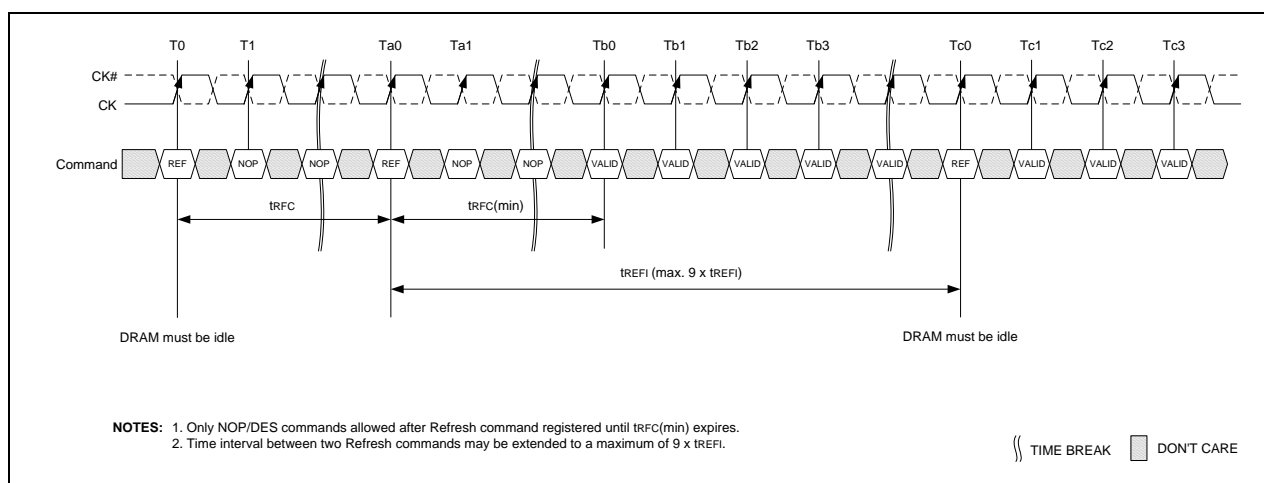 T0 T1 Ta0 Ta1 Tb0 Tb1 Tb2 Tb3 Tc0 Tc1 Tc2 Tc3
CK#
CK
Command REF NOP NOP REF NOP NOP VALID VALID VALID VALID VALID REF VALID VALID VALID
tRFC tRFC(min)
tREFI (max. 9 x tREFI)
DRAM must be idle DRAM must be idle
NOTES: 1. Only NOP/DES commands allowed after Refresh command registered until tRFC(min) expires.
2. Time interval between two Refresh commands may be extended to a maximum of 9 x tREFI.
TIME BREAK DON'T CARE